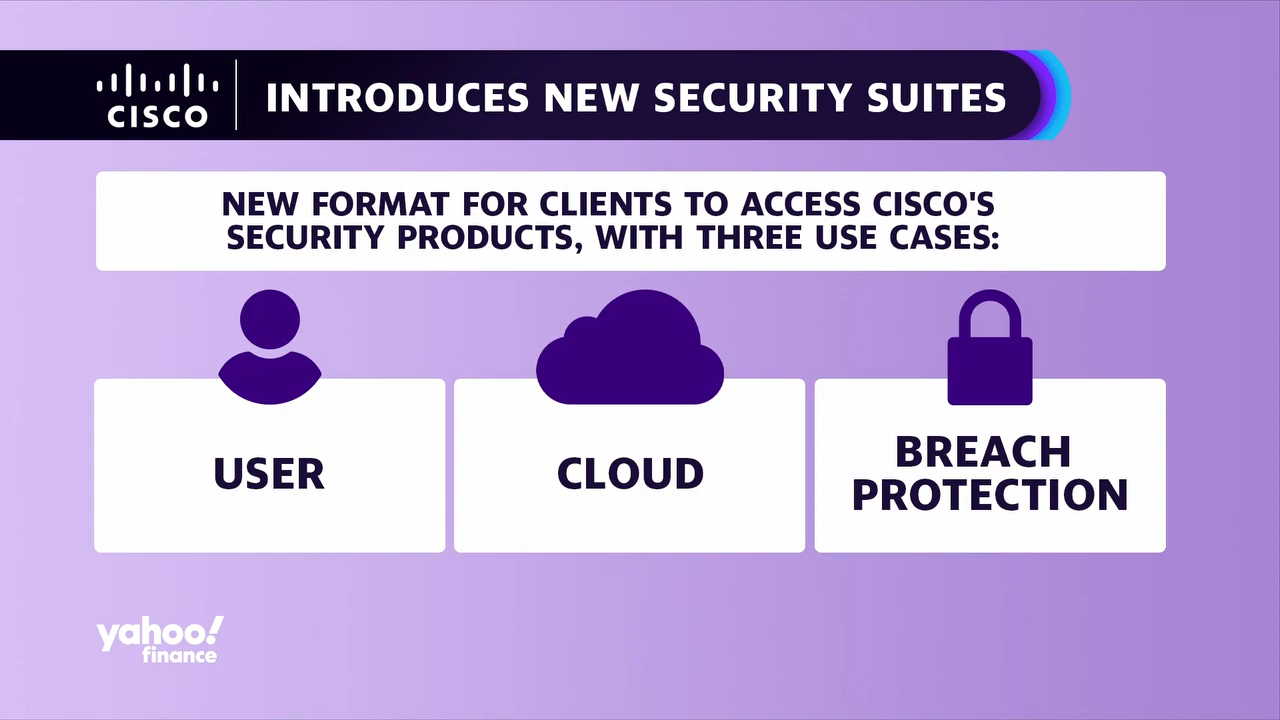 CISCO
INTRODUCES NEW SECURITY SUITES
NEW FORMAT FOR CLIENTS TO ACCESS CISCO'S
SECURITY PRODUCTS, WITH THREE USE CASES:
USER
CLOUD
BREACH
PROTECTION
yahoo!
finance